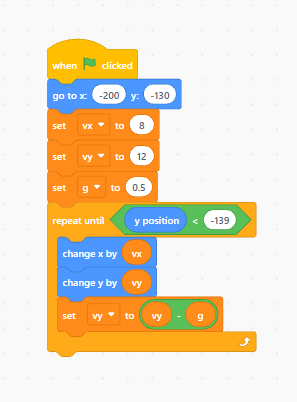 when clicked
go to x: -200 y: -130
set vx to 8
set vy to 12
set g to 0.5
repeat until y position < -139
change x by vx
change y by vy
set vy to vy - g